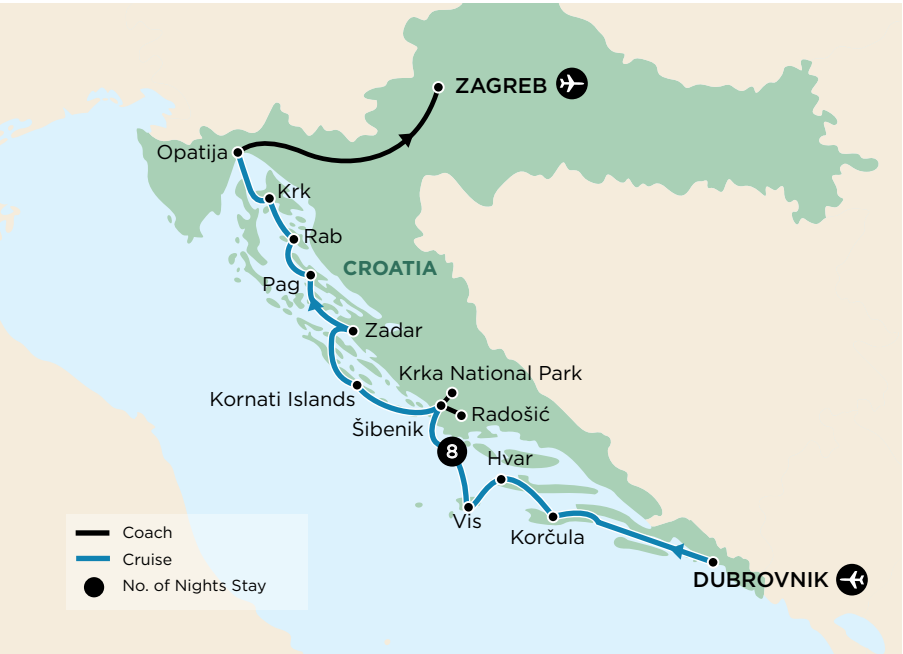 ZAGREB
Opatija
Krk
Rab
CROATIA
Pag
Zadar
Krka National Park
Kornati Islands
Radošić
Šibenik
8
Hvar
Vis
Korčula
Coach
Cruise
No. of Nights Stay
DUBROVNIK